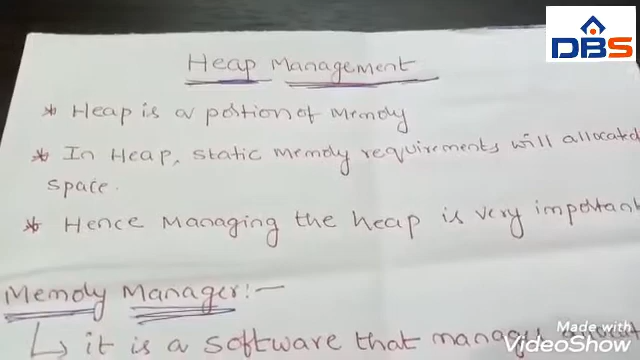 DBS
Heap Management
* Heap is a portion of Memory
* In Heap, static memory requirements will allocated
space.
* Hence Managing the heap is very important
Memory Manager:-
↳ it is a software that manages
Made with
VideoShow